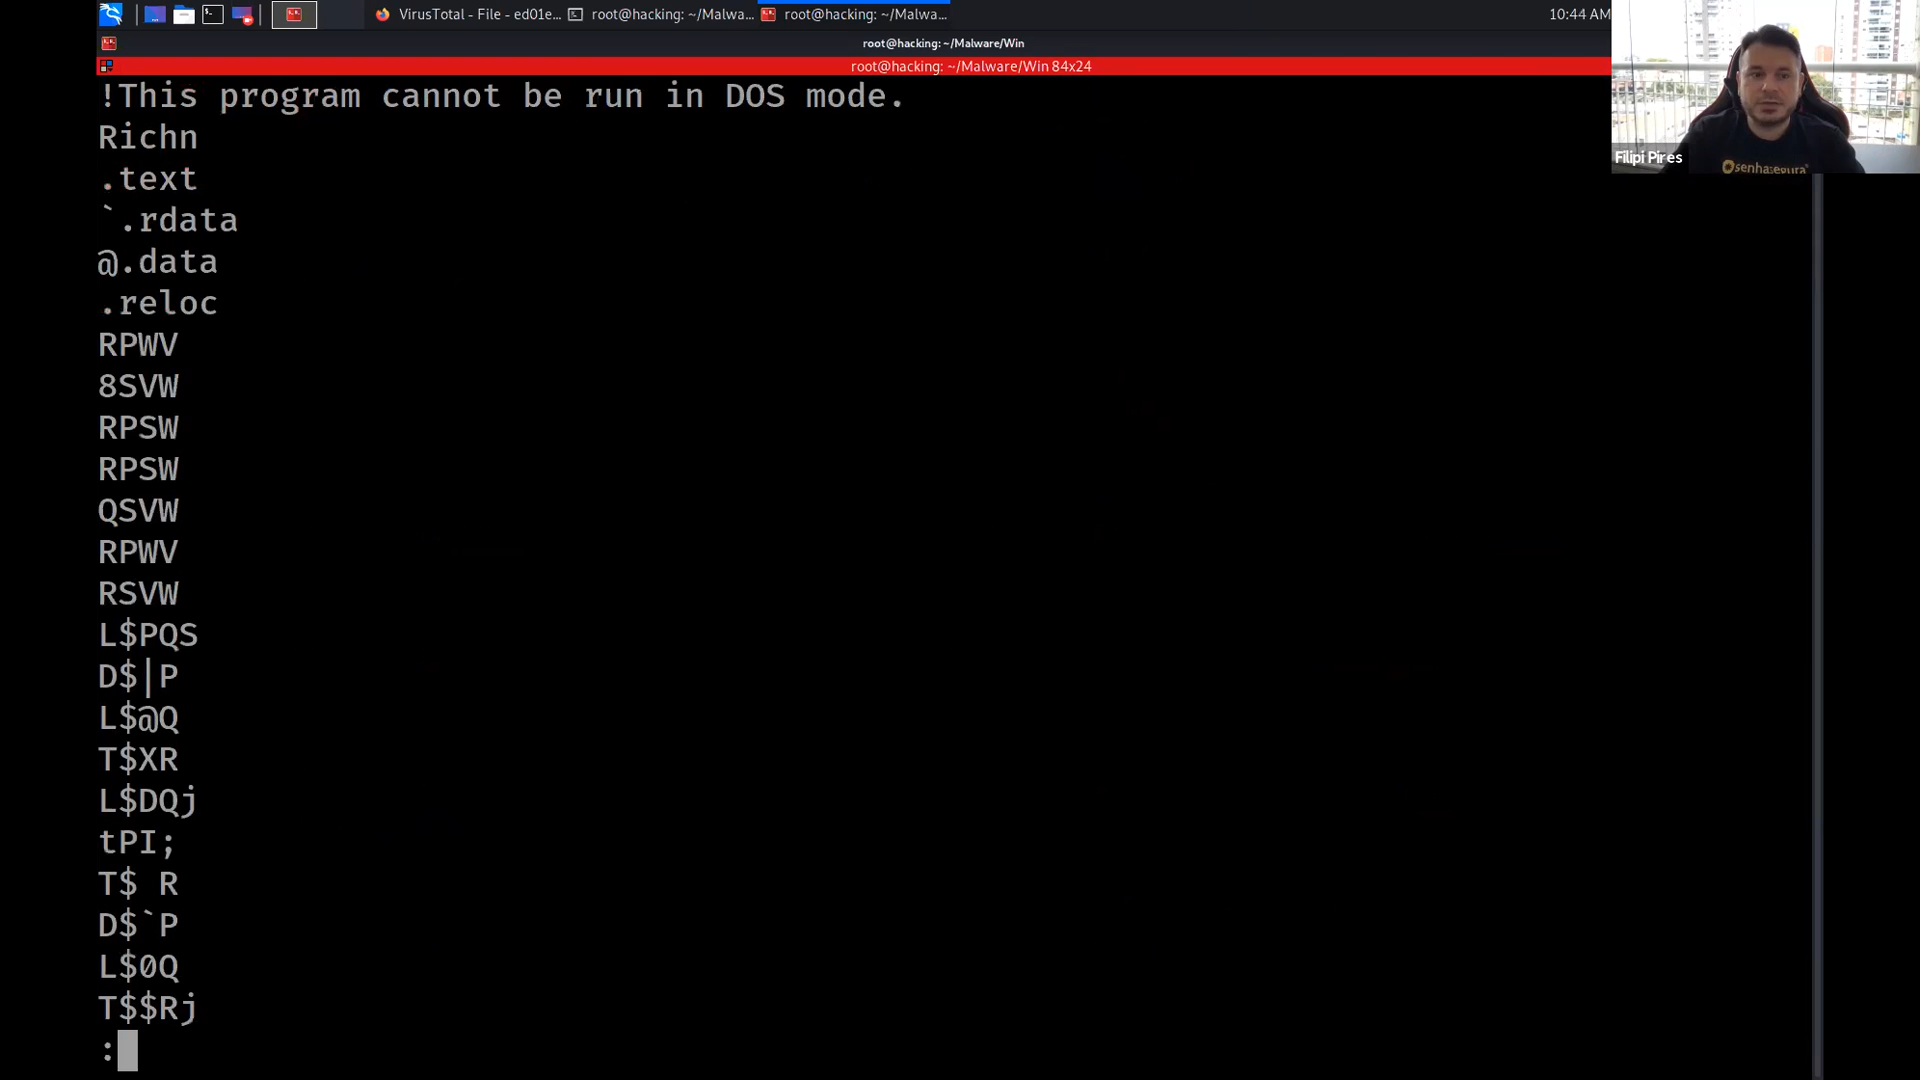 VirusTotal - File - ed01e...
root@hacking: ~/Malwa...
root@hacking: ~/Malwa...
10:44 AM
root@hacking: ~/Malware/Win
root@hacking: ~/Malware/Win 84x24
!This program cannot be run in DOS mode.
Richn
.text
`.rdata
@.data
.reloc
RPWV
8SVW
RPSW
RPSW
QSVW
RPWV
RSVW
L$PQS
D$|P
L$@Q
T$XR
L$DQj
tPI;
T$ R
D$`P
L$0Q
T$$Rj
:
Filipi Pires
senhasegura